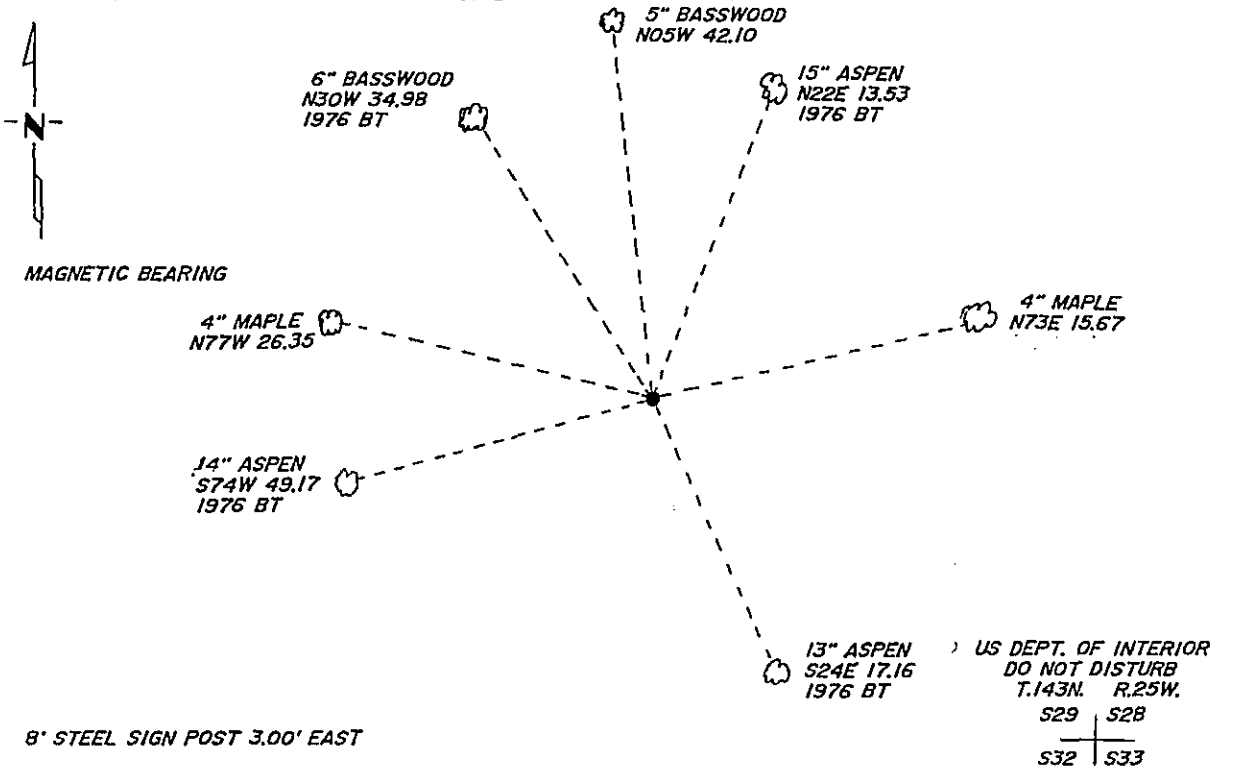 5" BASSWOOD
N05W 42.10
6" BASSWOOD
N30W 34.98
1976 BT
15" ASPEN
N22E 13.53
1976 BT
N
MAGNETIC BEARING
4" MAPLE
N77W 26.35
4" MAPLE
N73E 15.67
14" ASPEN
S74W 49.17
1976 BT
13" ASPEN
S24E 17.16
1976 BT
US DEPT. OF INTERIOR
DO NOT DISTURB
T.143N. R.25W.
S29 S28
S32 S33
8' STEEL SIGN POST 3.00' EAST